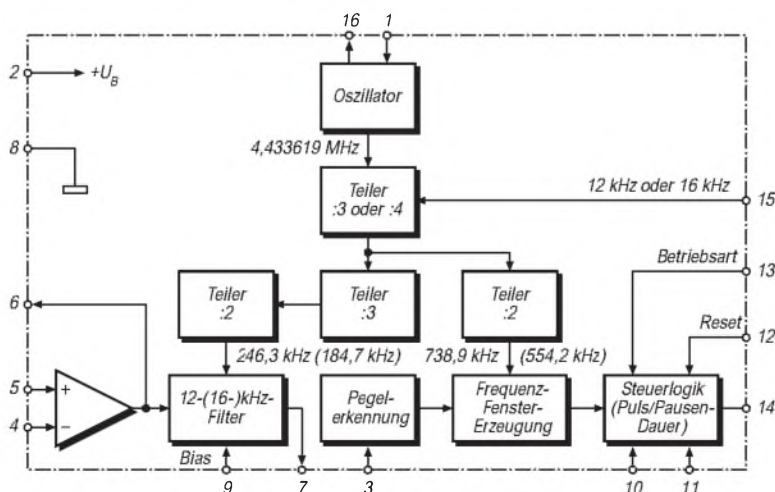 16
1
2
+U_B
Oszillator
8
4,433619 MHz
Teiler
:3 oder :4
12 kHz oder 16 kHz
15
Betriebsart
13
6
Teiler
:2
Teiler
:3
Teiler
:2
Reset
12
246,3 kHz (184,7 kHz)
738,9 kHz
(554,2 kHz)
5
+
4
−
12-(16-)kHz-
Filter
Pegel-
erkennung
Frequenz-
Fenster-
Erzeugung
Steuerlogik
(Puls/Pausen-
Dauer)
14
Bias
9
7
3
10
11